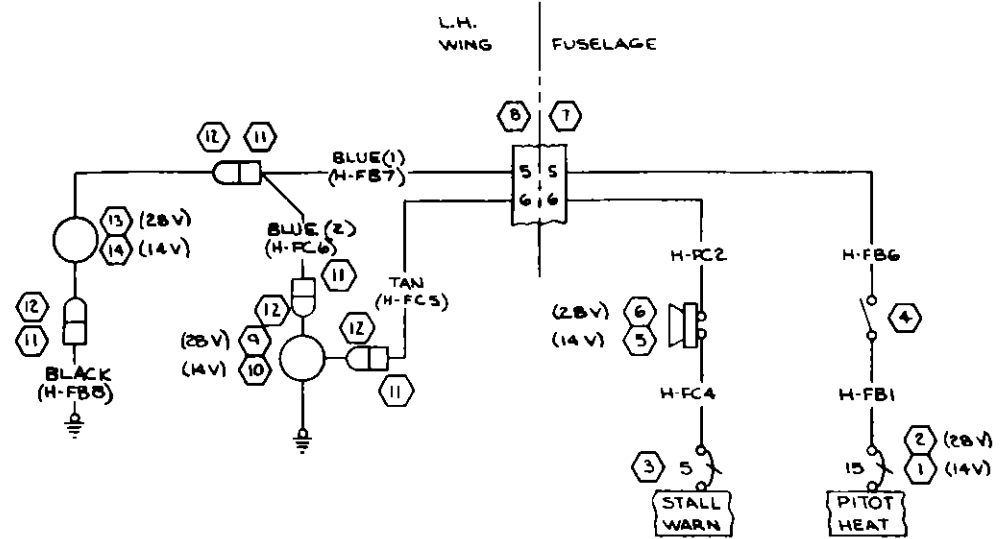 L.H.
WING FUSELAGE
8 7
12 11
BLUE(1)
(H-FB7)
5 5
6 6
13 (28V)
14 (14V)
BLUE(2)
(H-FC6)
11
TAN
(H-FC5)
H-FC2
H-FB6
12
11
12
(28V) 9
(14V) 10
12
11
(28V) 6
(14V) 5
4
BLACK
(H-FB8)
H-FC4
H-FB1
3 5
15 2 (28V)
1 (14V)
STALL
WARN
PITOT
HEAT